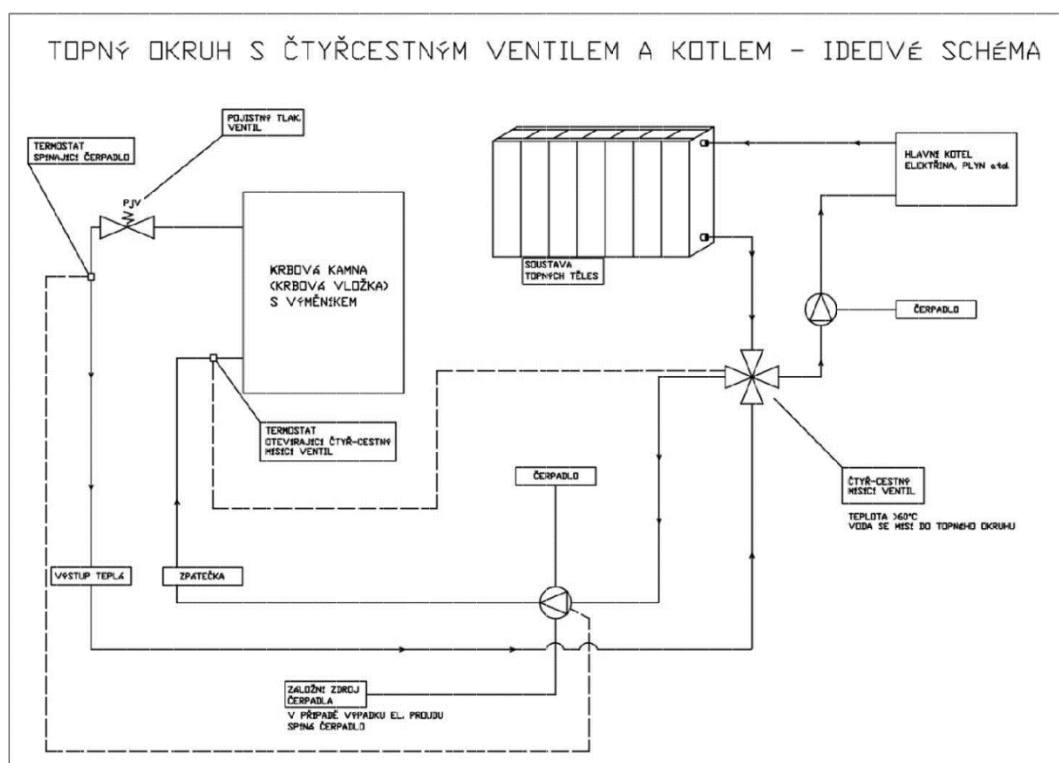 TOPNÝ OKRUH S ČTYŘCESTNÝM VENTILEM A KOTLEM - IDEOVÉ SCHÉMA
POJISTNÝ TLAK.
VENTIL
TERMOSTAT
SPÍNAJÍCÍ ČERPADLO
PJV
HLAVNÍ KOTEL
ELEKTŘINA, PLYN atd.
KRBOVÁ KAMNA
(KRBOVÁ VLOŽKA)
S VÝMĚNÍKEM
SOUSTAVA
TOPNÝCH TĚLES
ČERPADLO
TERMOSTAT
OTEVÍRAJÍCÍ ČTYŘ-CESTNÝ
MÍSÍCÍ VENTIL
ČERPADLO
ČTYŘ-CESTNÝ
MÍSÍCÍ VENTIL
TEPLOTA >60°C
VODA SE MÍSÍ DO TOPNÉHO OKRUHU
VÝSTUP TEPLÁ
ZPÁTEČKA
ZÁLOŽNÍ ZDROJ
ČERPADLA
V PŘÍPADĚ VÝPADKU EL. PROUDU
SPÍNÁ ČERPADLO